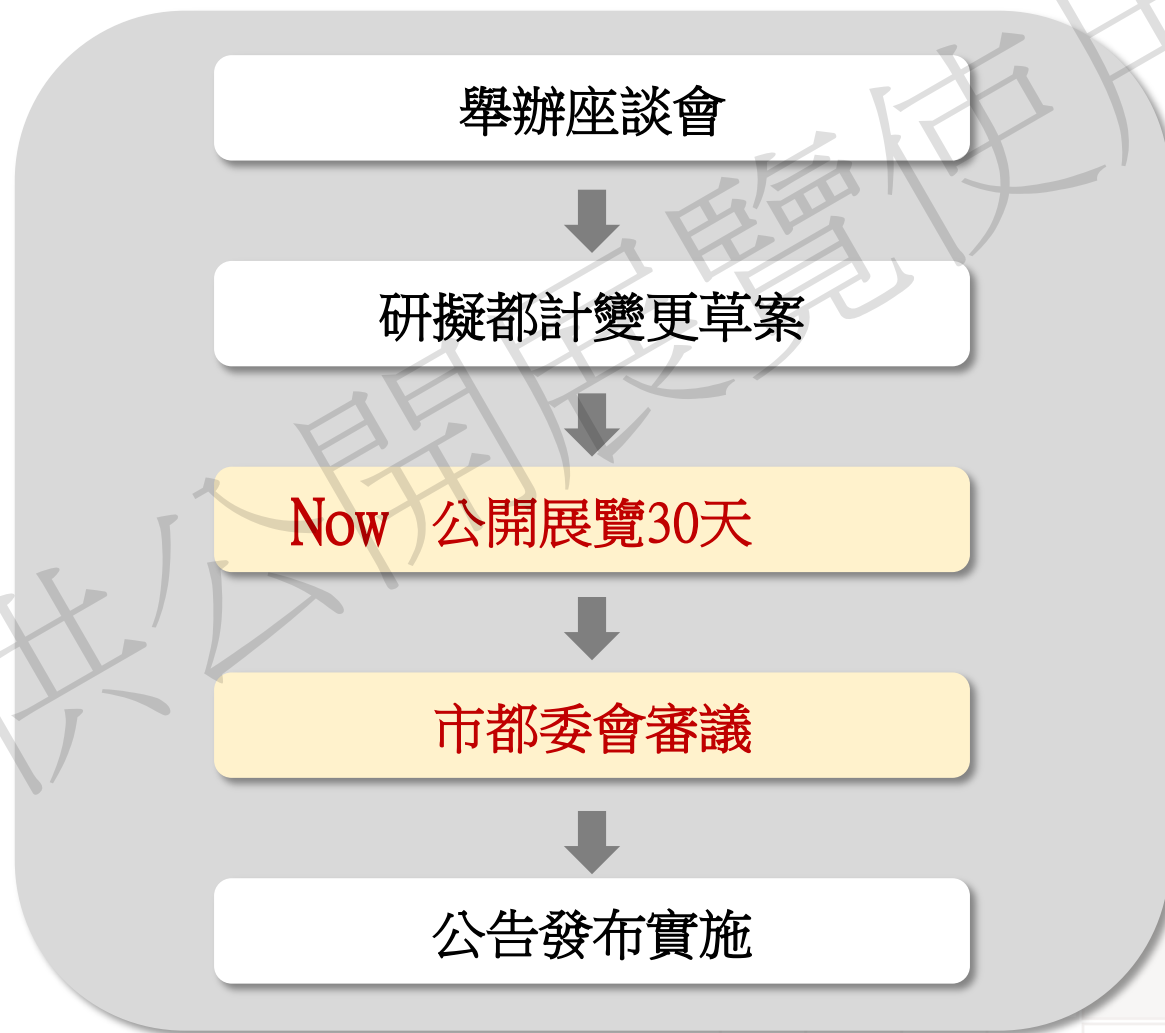 舉辦座談會
研擬都計變更草案
Now 公開展覽30天
市都委會審議
公告發布實施
供公開展覽使用